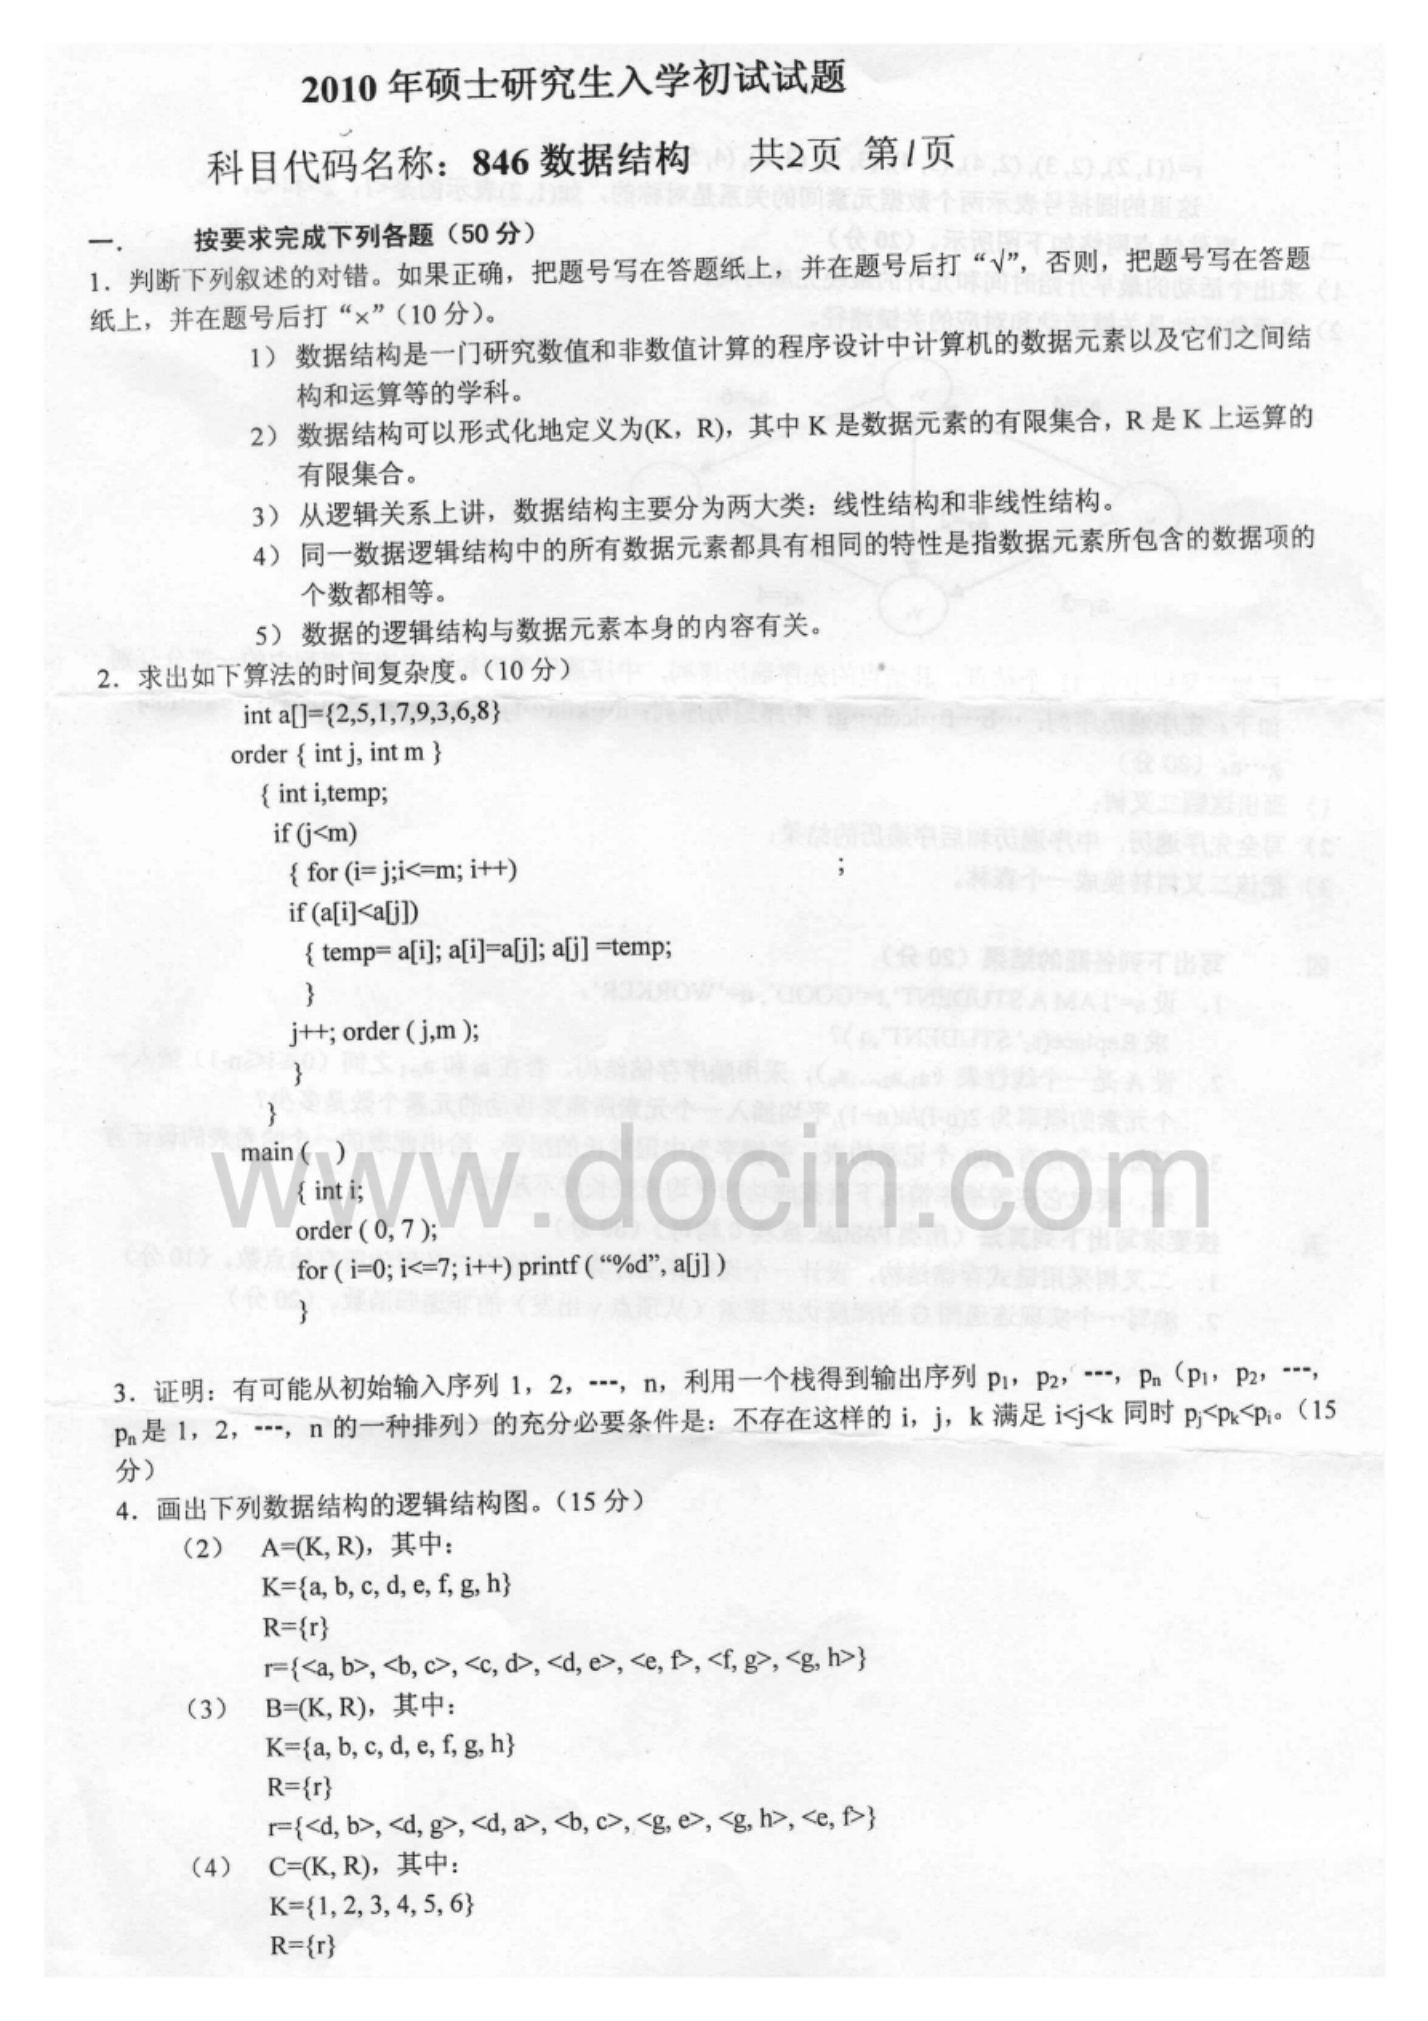 2010 年硕士研究生入学初试试题
科目代码名称：846 数据结构 共2页 第1页
一. 按要求完成下列各题（50 分）
1. 判断下列叙述的对错。如果正确，把题号写在答题纸上，并在题号后打“√”，否则，把题号写在答题
纸上，并在题号后打“×”（10 分）。
1） 数据结构是一门研究数值和非数值计算的程序设计中计算机的数据元素以及它们之间结
构和运算等的学科。
2） 数据结构可以形式化地定义为(K，R)，其中 K 是数据元素的有限集合，R 是 K 上运算的
有限集合。
3） 从逻辑关系上讲，数据结构主要分为两大类：线性结构和非线性结构。
4） 同一数据逻辑结构中的所有数据元素都具有相同的特性是指数据元素所包含的数据项的
个数都相等。
5） 数据的逻辑结构与数据元素本身的内容有关。
2. 求出如下算法的时间复杂度。（10 分）
int a[]={2,5,1,7,9,3,6,8}
order { int j, int m }
{ int i,temp;
if (j<m)
{ for (i= j;i<=m; i++) ;
if (a[i]<a[j])
{ temp= a[i]; a[i]=a[j]; a[j] =temp;
}
j++; order ( j,m );
}
}
main ( )
{ int i;
order ( 0, 7 );
for ( i=0; i<=7; i++) printf ( “%d”, a[j] )
}
www.docin.com
3. 证明：有可能从初始输入序列 1，2，---，n，利用一个栈得到输出序列 p1，p2，---，pn（p1，p2，---，
pn 是 1，2，---，n 的一种排列）的充分必要条件是：不存在这样的 i，j，k 满足 i<j<k 同时 pj<pk<pi。（15
分）
4. 画出下列数据结构的逻辑结构图。（15 分）
（2） A=(K, R)，其中：
K={a, b, c, d, e, f, g, h}
R={r}
r={<a, b>, <b, c>, <c, d>, <d, e>, <e, f>, <f, g>, <g, h>}
（3） B=(K, R)，其中：
K={a, b, c, d, e, f, g, h}
R={r}
r={<d, b>, <d, g>, <d, a>, <b, c>, <g, e>, <g, h>, <e, f>}
（4） C=(K, R)，其中：
K={1, 2, 3, 4, 5, 6}
R={r}